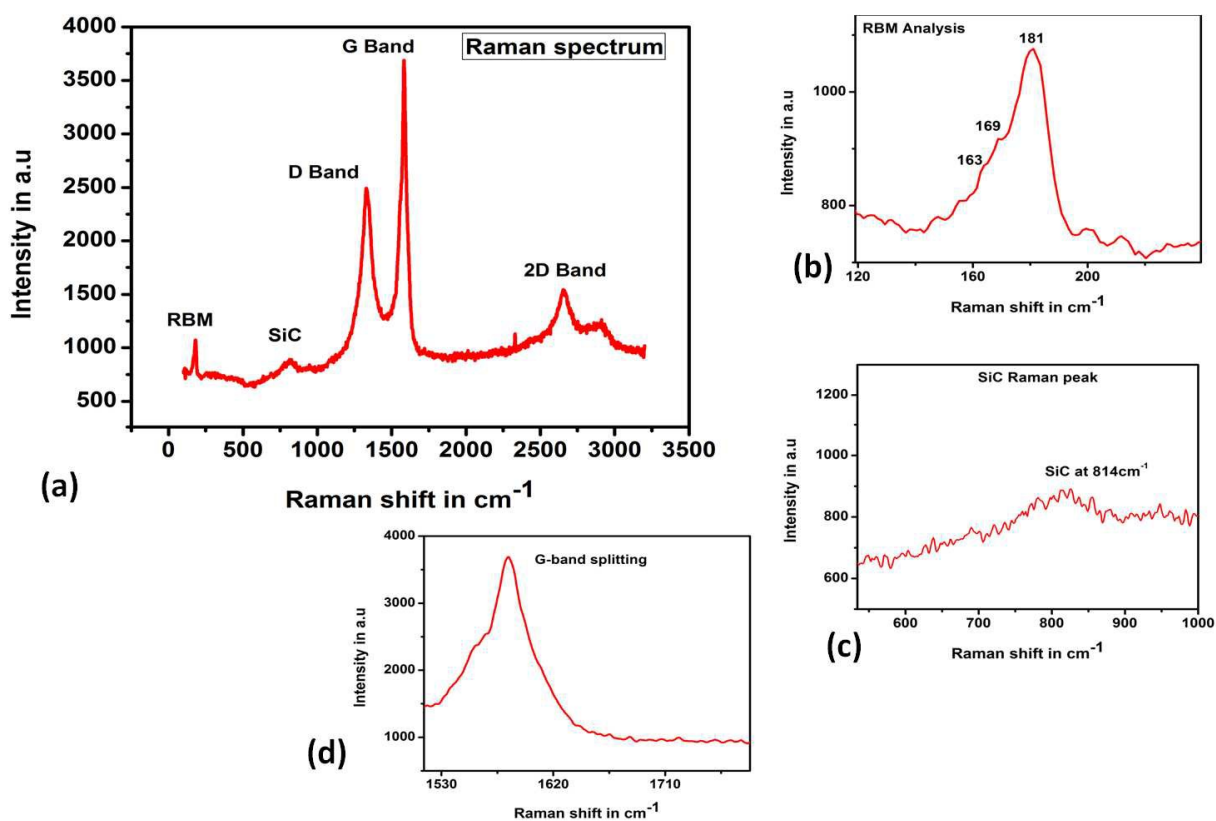 Raman spectrum
G Band
D Band
2D Band
RBM
SiC
4000
3500
3000
2500
2000
1500
1000
500
Intensity in a.u
0 500 1000 1500 2000 2500 3000 3500
Raman shift in cm-1
(a)
RBM Analysis
181
169
163
1000
800
Intensity in a.u
120 160 200
Raman shift in cm-1
(b)
SiC Raman peak
SiC at 814cm-1
1200
1000
800
600
Intensity in a.u
600 700 800 900 1000
Raman shift in cm-1
(c)
G-band splitting
4000
3000
2000
1000
Intensity in a.u
1530 1620 1710
Raman shift in cm-1
(d)